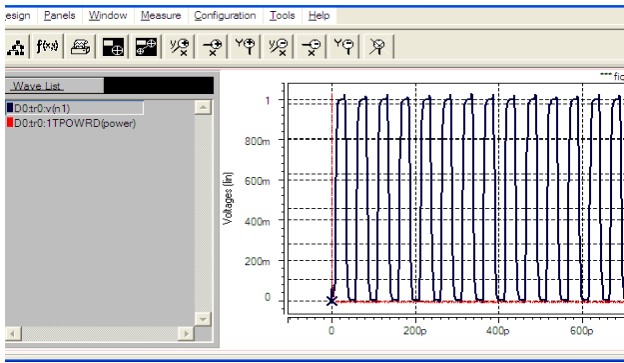 esign Panels Window Measure Configuration Tools Help
f(x)
Wave List
D0:tr0:v(n1)
D0:tr0:1TPOWRD(power)
*** fic
Voltages (lin)
1
800m
600m
400m
200m
0
0 200p 400p 600p